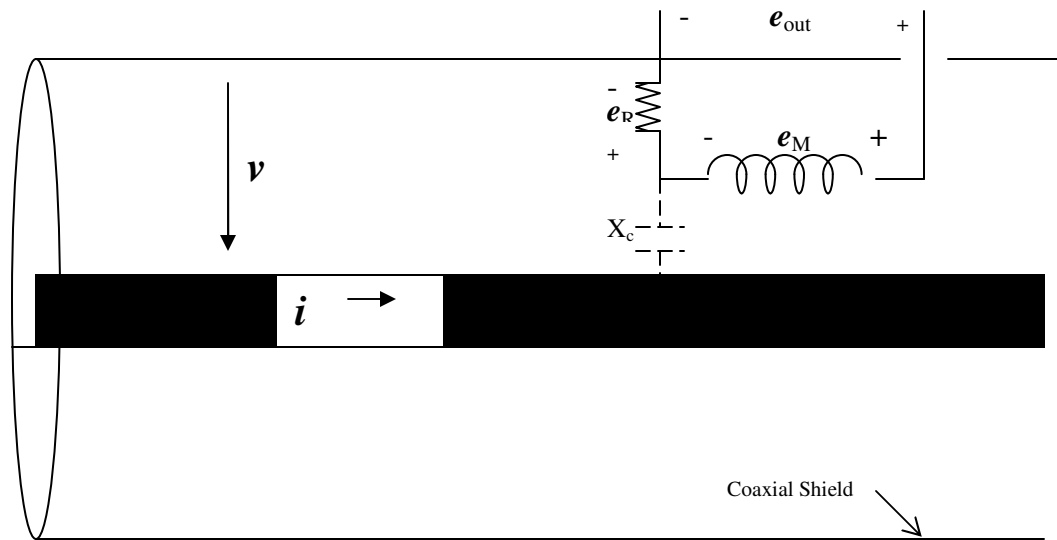 - e_out +
-
e_R
+
- e_M +
v
X_c
i
Coaxial Shield